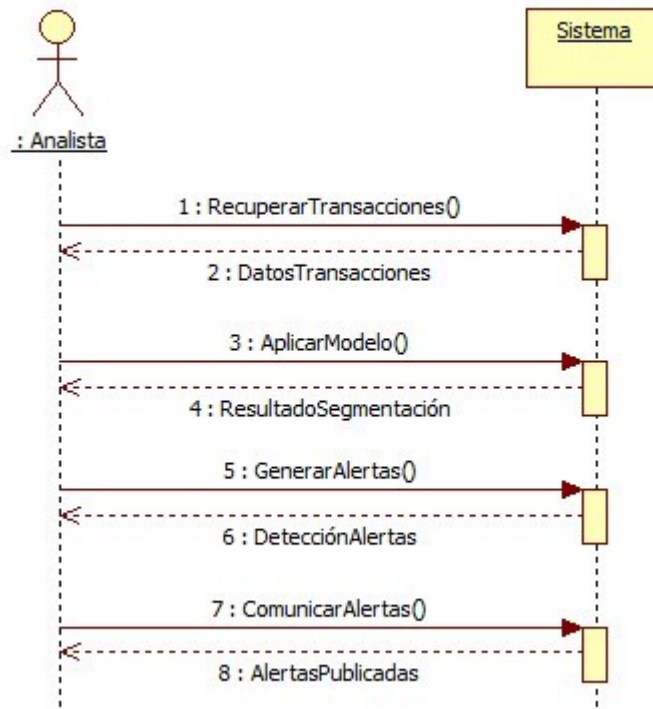 Sistema
: Analista
1 : RecuperarTransacciones()
2 : DatosTransacciones
3 : AplicarModelo()
4 : ResultadoSegmentación
5 : GenerarAlertas()
6 : DetecciónAlertas
7 : ComunicarAlertas()
8 : AlertasPublicadas